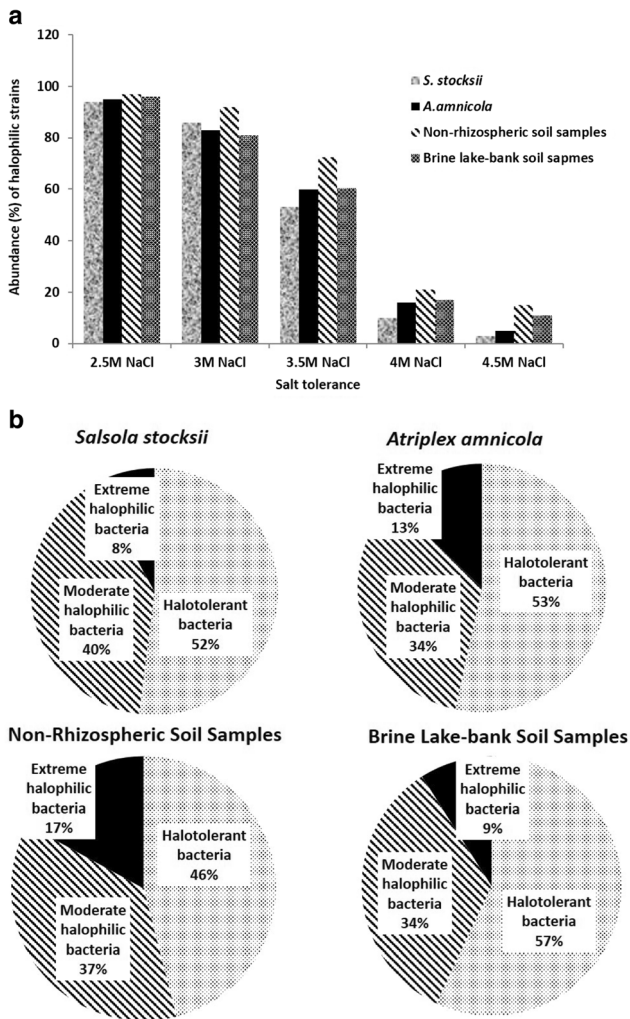 a
120
100
80
60
40
20
0
Abundance (%) of halophilic strains
S. stocksii
A.amnicola
Non-rhizospheric soil samples
Brine lake-bank soil sapmes
2.5M NaCl 3M NaCl 3.5M NaCl 4M NaCl 4.5M NaCl
Salt tolerance
b
Salsola stocksii
Extreme
halophilic
bacteria
8%
Moderate
halophilic
bacteria
40%
Halotolerant
bacteria
52%
Atriplex amnicola
Extreme
halophilic
bacteria
13%
Moderate
halophilic
bacteria
34%
Halotolerant
bacteria
53%
Non-Rhizospheric Soil Samples
Extreme
halophilic
bacteria
17%
Halotolerant
bacteria
46%
Moderate
halophilic
bacteria
37%
Brine Lake-bank Soil Samples
Extreme
halophilic
bacteria
9%
Moderate
halophilic
bacteria
34%
Halotolerant
bacteria
57%